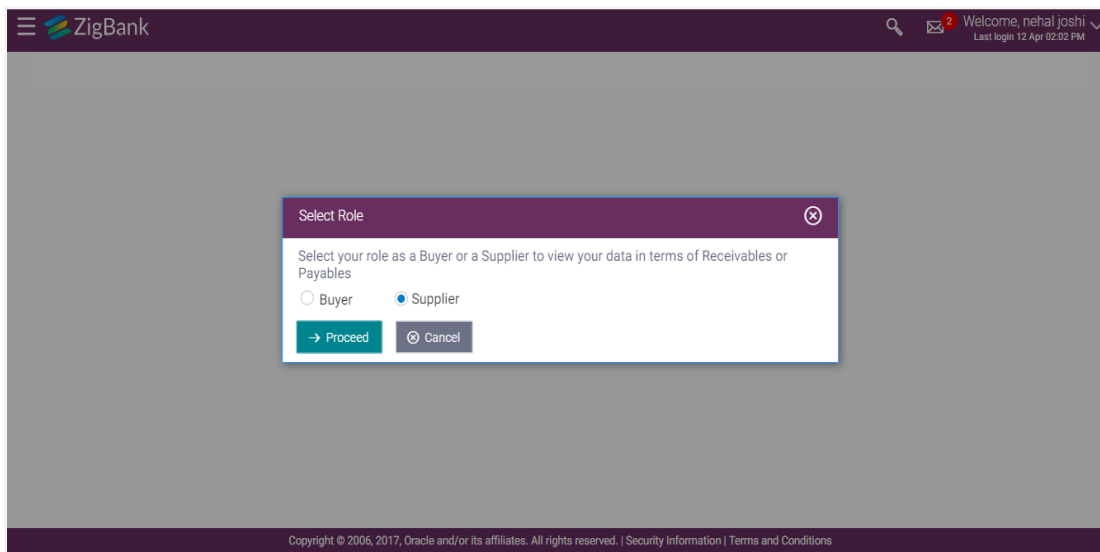 ZigBank
2
Welcome, nehal joshi
Last login 12 Apr 02:02 PM
Select Role
Select your role as a Buyer or a Supplier to view your data in terms of Receivables or
Payables
Buyer Supplier
Proceed Cancel
Copyright © 2006, 2017, Oracle and/or its affiliates. All rights reserved. | Security Information | Terms and Conditions